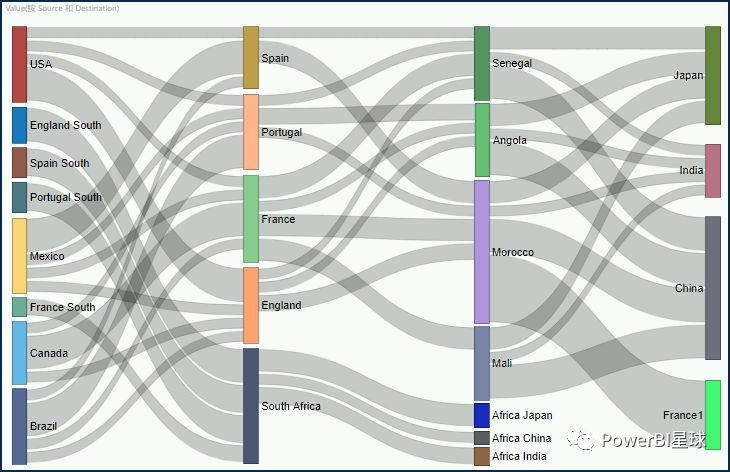 Value(按 Source 和 Destination)
USA
England South
Spain South
Portugal South
Mexico
France South
Canada
Brazil
Spain
Portugal
France
England
South Africa
Senegal
Angola
Morocco
Mali
Africa Japan
Africa China
Africa India
Japan
India
China
France1
PowerBI星球